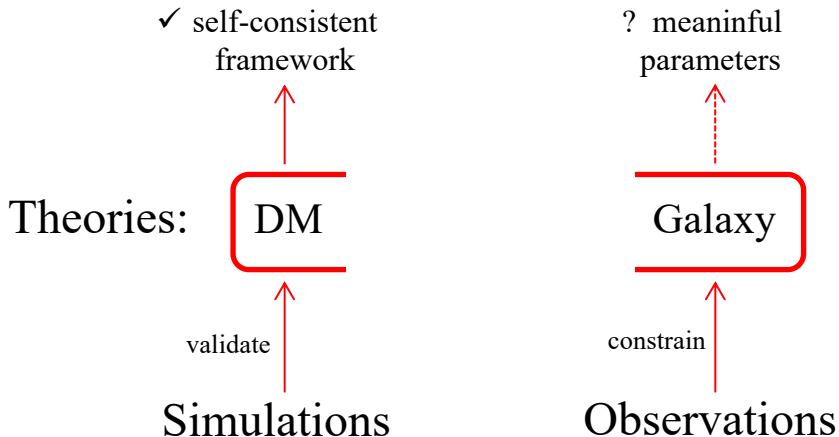 ✓ self-consistent
framework
? meaninful
parameters
Theories:
DM
Galaxy
validate
constrain
Simulations
Observations